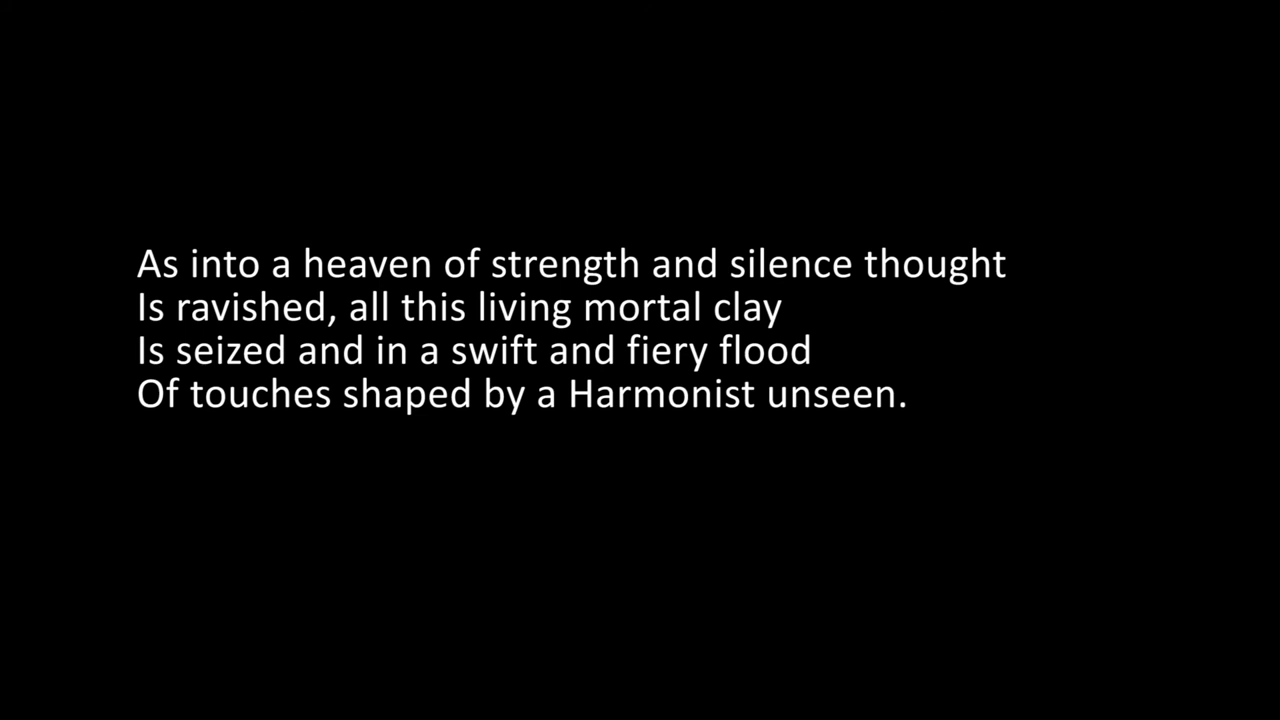 As into a heaven of strength and silence thought
Is ravished, all this living mortal clay
Is seized and in a swift and fiery flood
Of touches shaped by a Harmonist unseen.